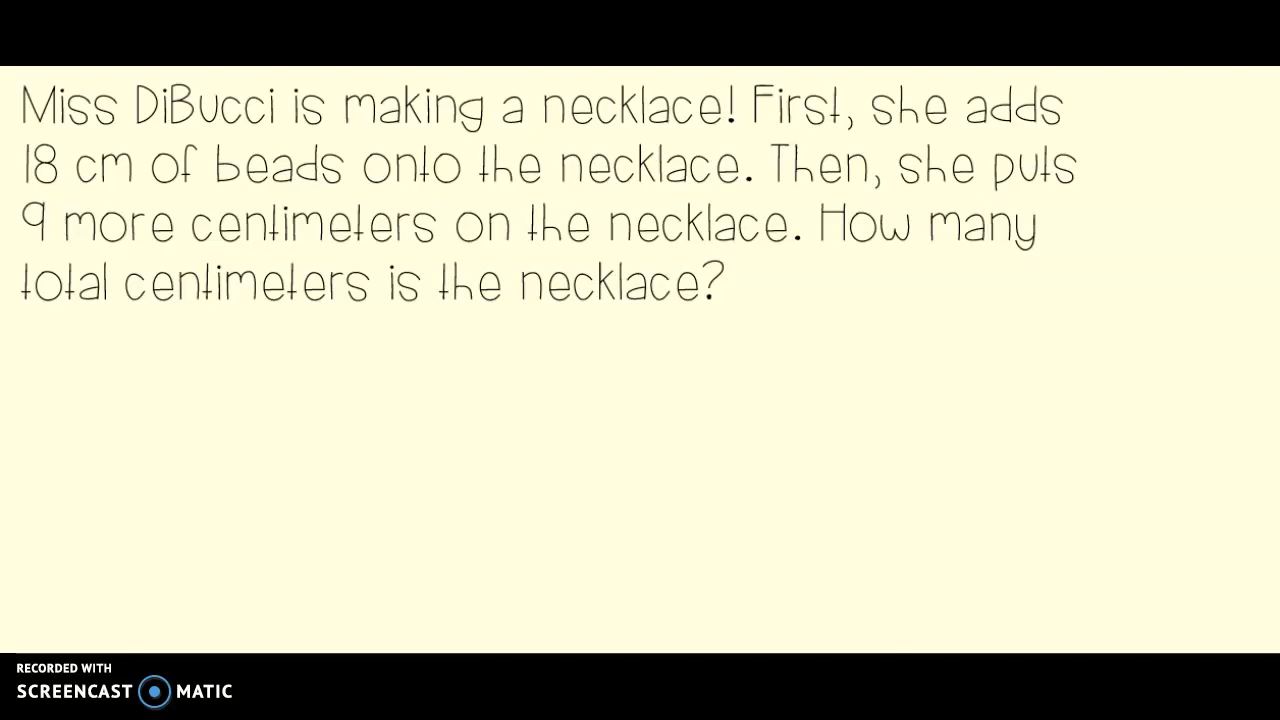 Miss DiBucci is making a necklace! First, she adds
18 cm of beads onto the necklace. Then, she puts
9 more centimeters on the necklace. How many
total centimeters is the necklace?
RECORDED WITH
SCREENCAST MATIC